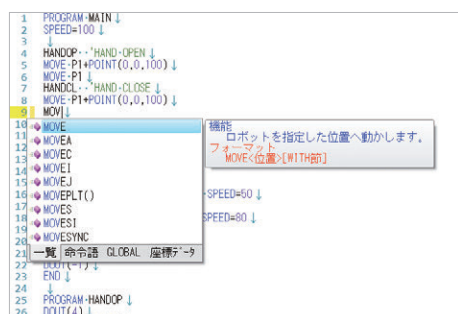 1 PROGRAM MAIN↓
2 SPEED=100↓
3 ↓
4 HANDOP 'HAND OPEN↓
5 MOVE P1+POINT(0,0,100)↓
6 MOVE P1↓
7 HANDCL 'HAND CLOSE↓
8 MOVE P1+POINT(0,0,100)↓
9 MOV↓
10 MOVE
11 MOVEA
12 MOVEC
13 MOVEI
14 MOVEJ
15
16 MOVEPLT() SPEED=50↓
17 MOVES
18 MOVESI SPEED=80↓
19
20 MOVESYNC
21 一覧 命令語 GLOBAL 座標データ
22 DOUT(-1)↓
23 END↓
24 ↓
25 PROGRAM HANDOP↓
26 DOUT(4)↓
機能
ロボットを指定した位置へ動かします。
フォーマット
MOVE<位置>[WITH節]